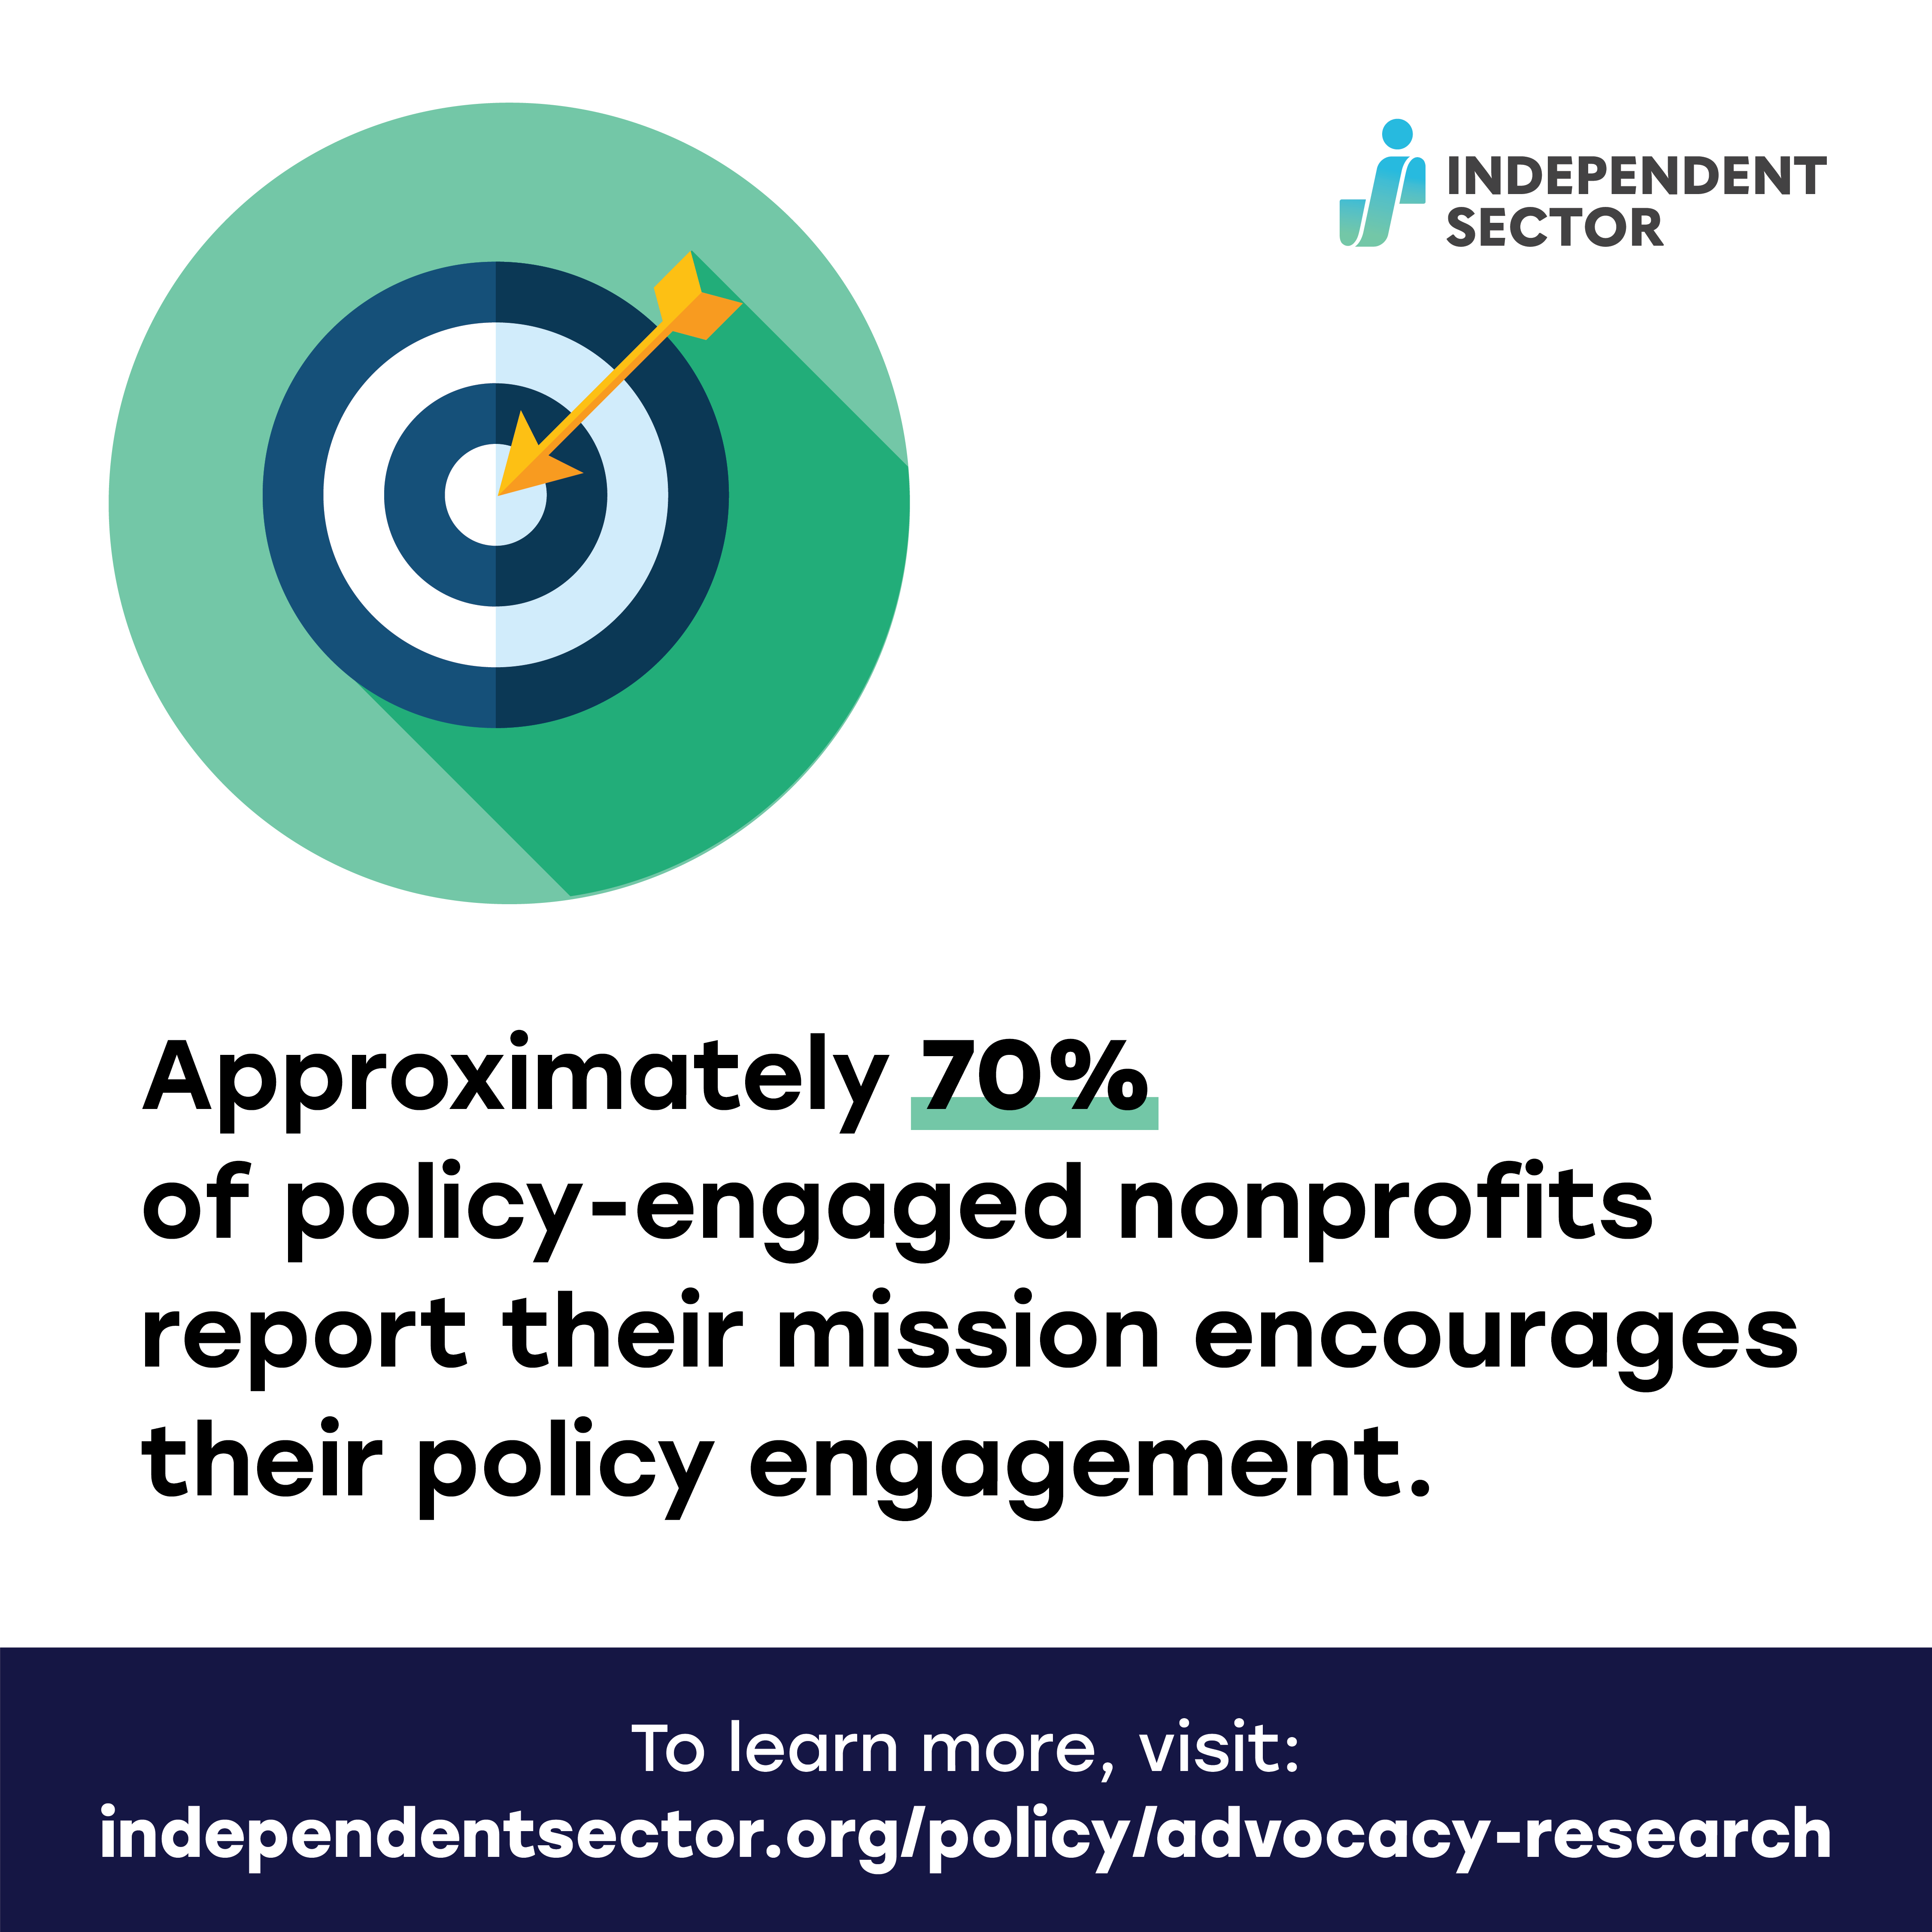 INDEPENDENT
SECTOR
Approximately 70%
of policy-engaged nonprofits
report their mission encourages
their policy engagement.
To learn more, visit:
independentsector.org/policy/advocacy-research